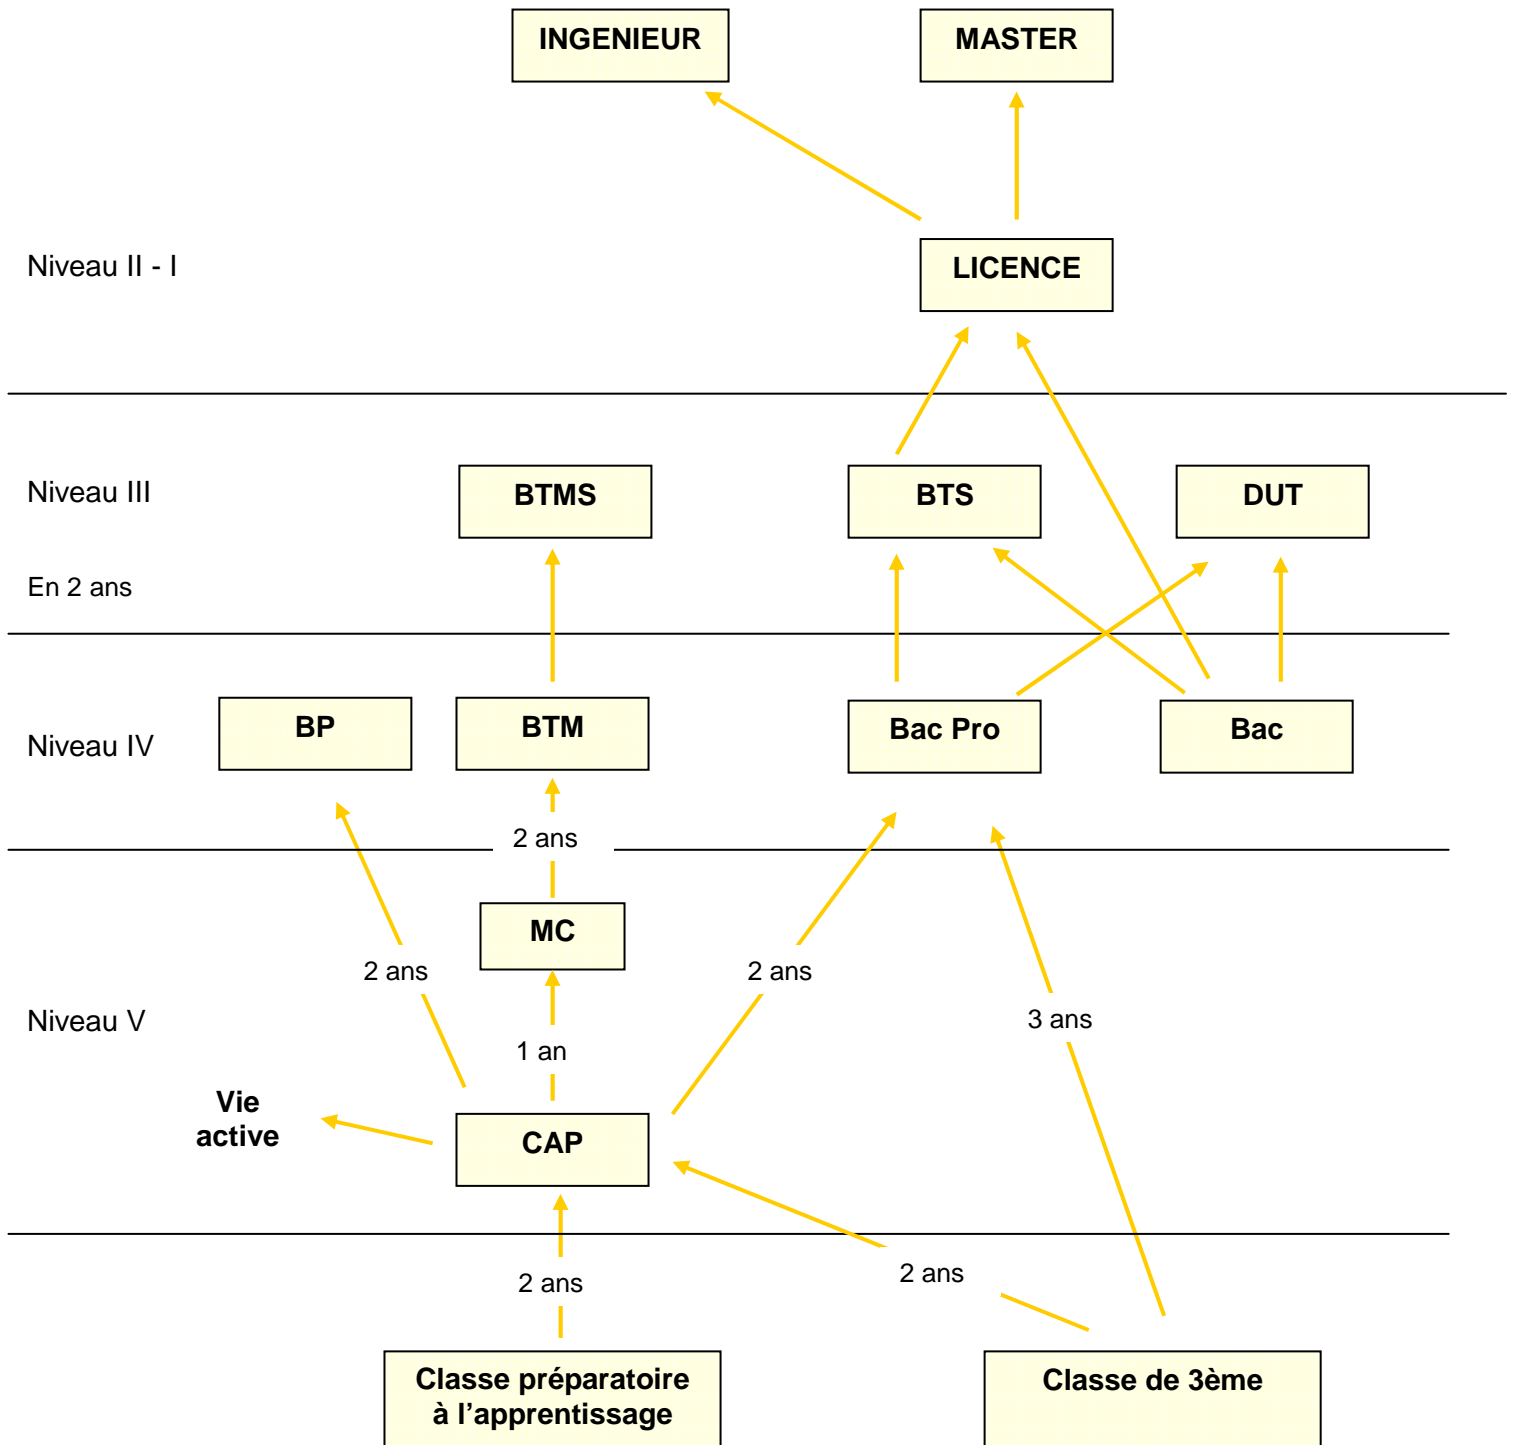 INGENIEUR
MASTER
Niveau II - I
LICENCE
Niveau III
BTMS
BTS
DUT
En 2 ans
BP
BTM
Bac Pro
Bac
Niveau IV
2 ans
MC
2 ans
2 ans
Niveau V
3 ans
1 an
Vie
active
CAP
2 ans
2 ans
Classe préparatoire
à l’apprentissage
Classe de 3ème